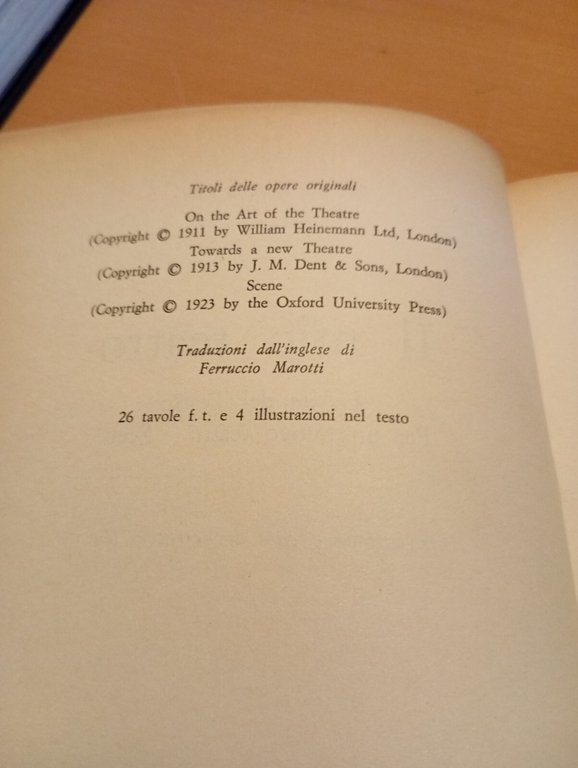 Titoli delle opere originali
On the Art of the Theatre
(Copyright © 1911 by William Heinemann Ltd, London)
Towards a new Theatre
(Copyright © 1913 by J. M. Dent & Sons, London)
Scene
(Copyright © 1923 by the Oxford University Press)
Traduzioni dall'inglese di
Ferruccio Marotti
26 tavole f. t. e 4 illustrazioni nel testo